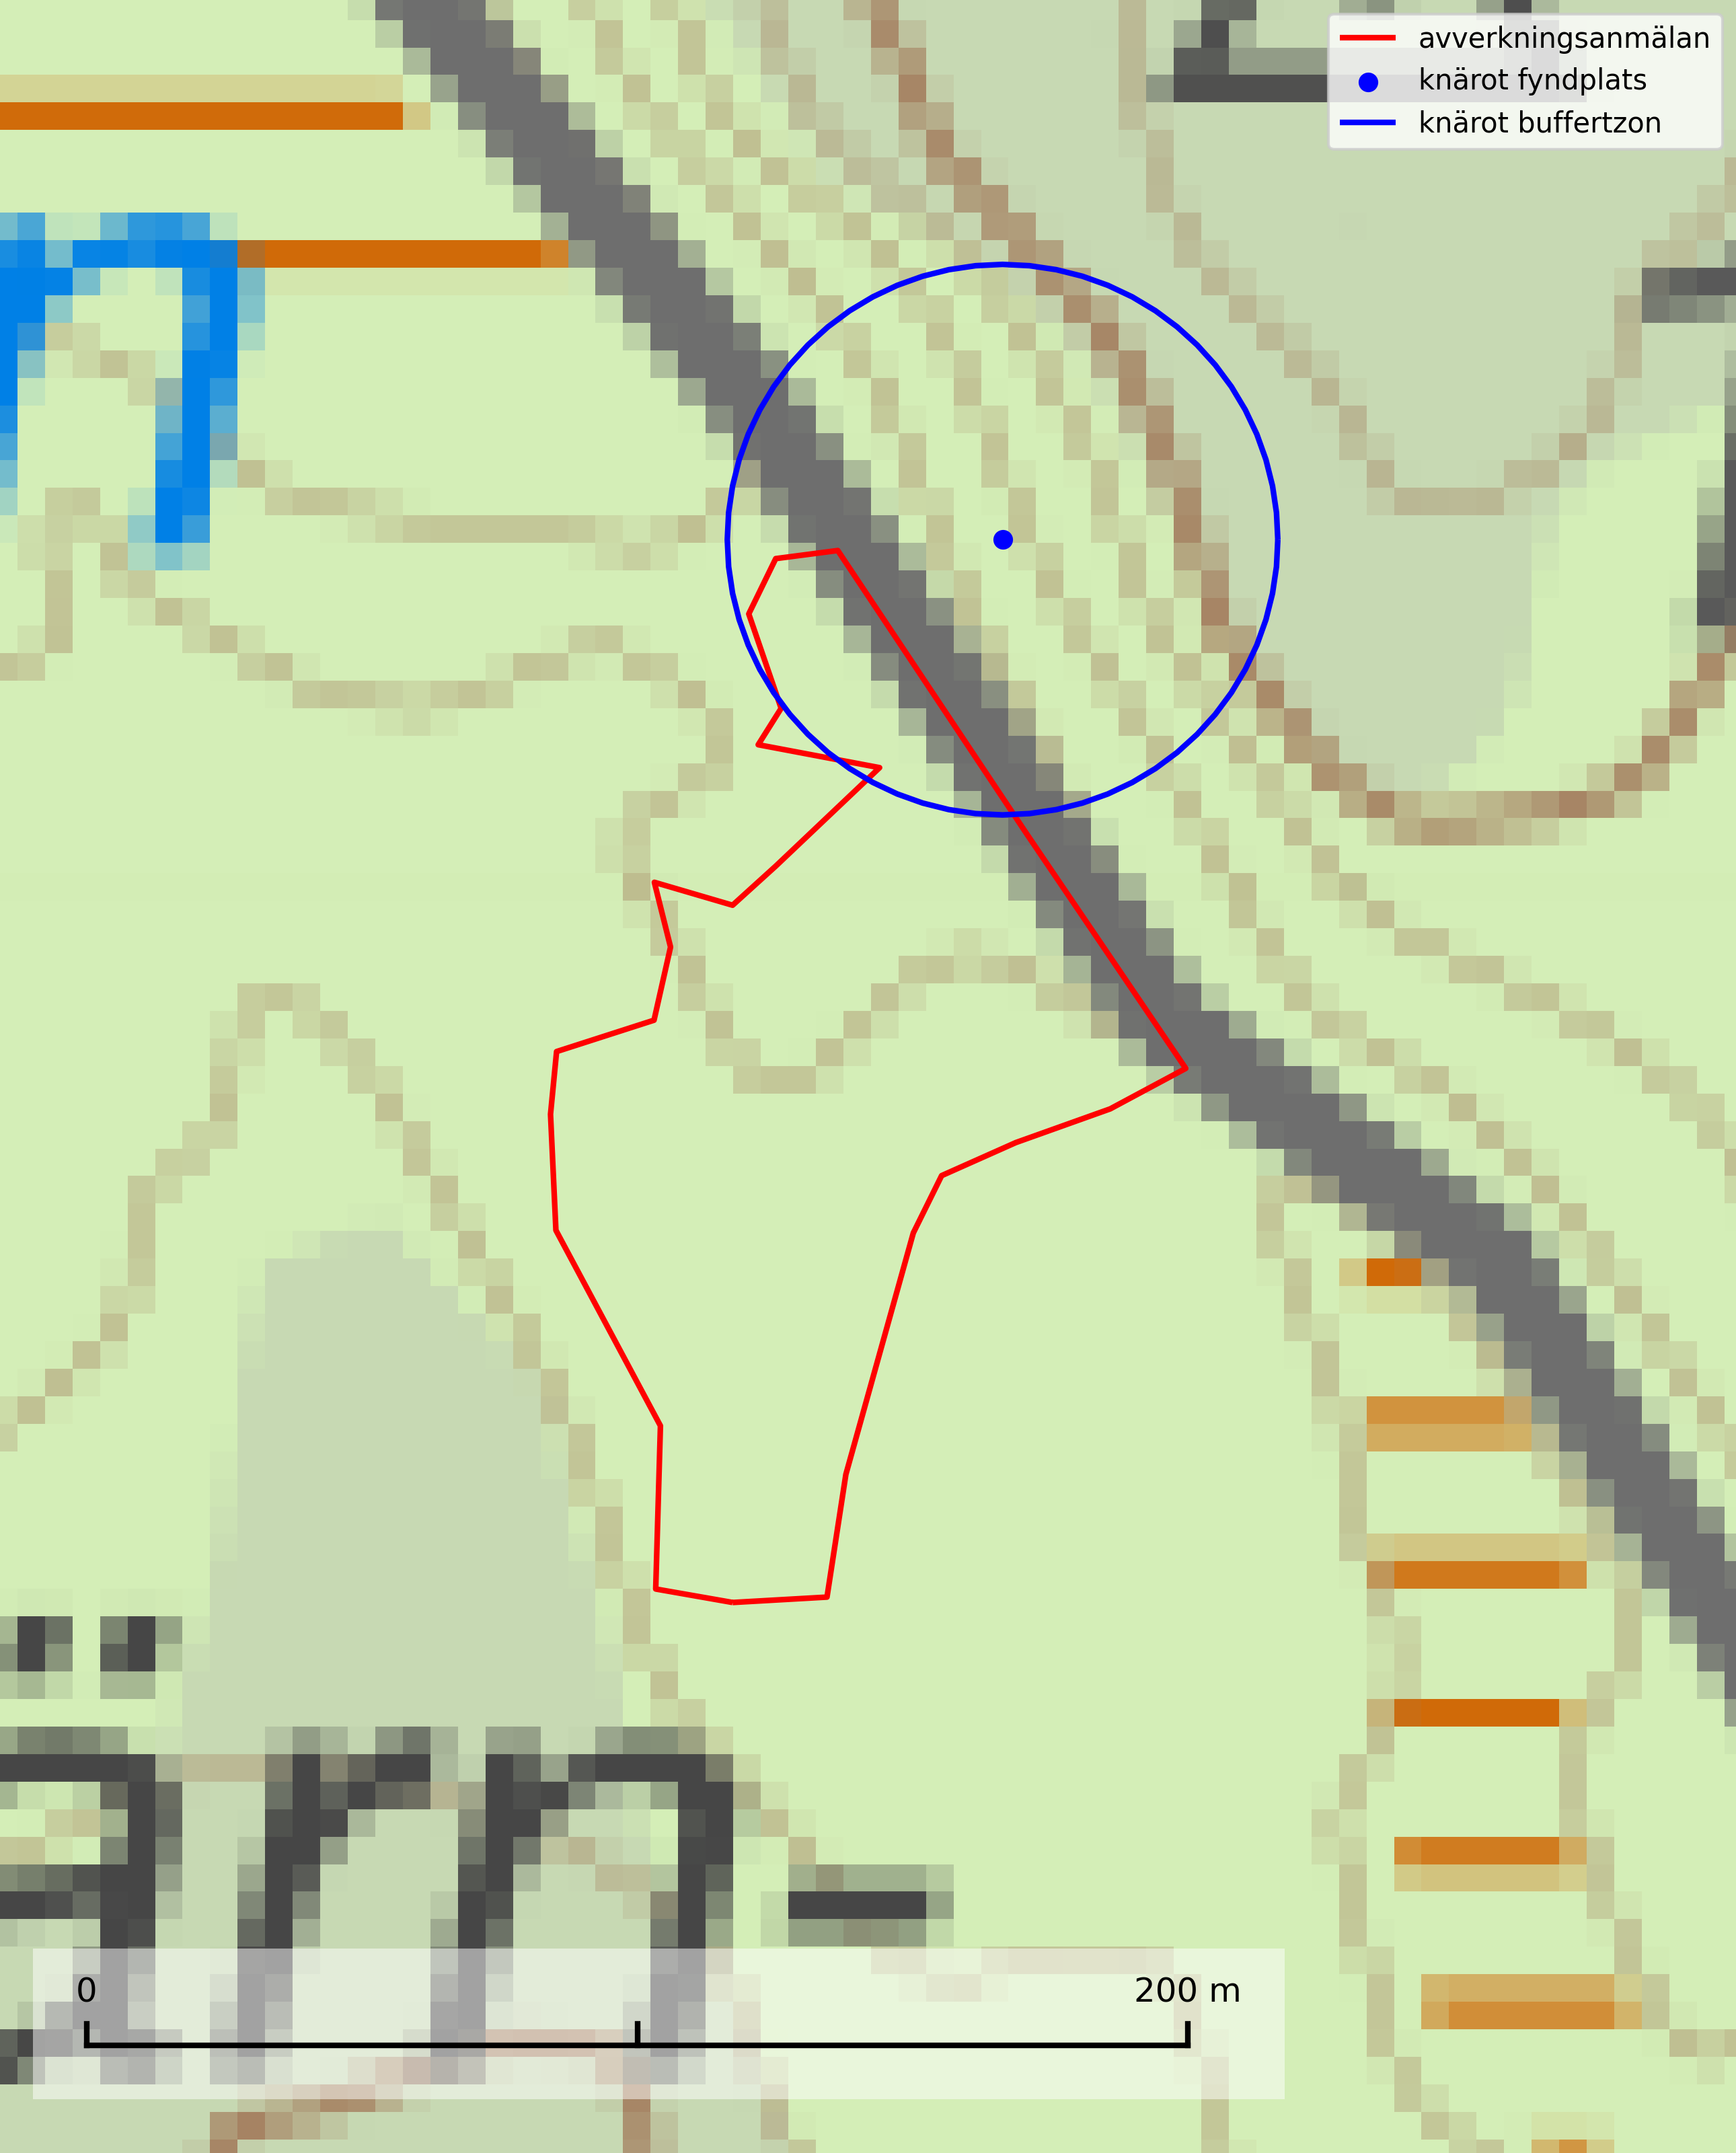 avverkningsanmälan
knärot fyndplats
knärot buffertzon
0
200 m